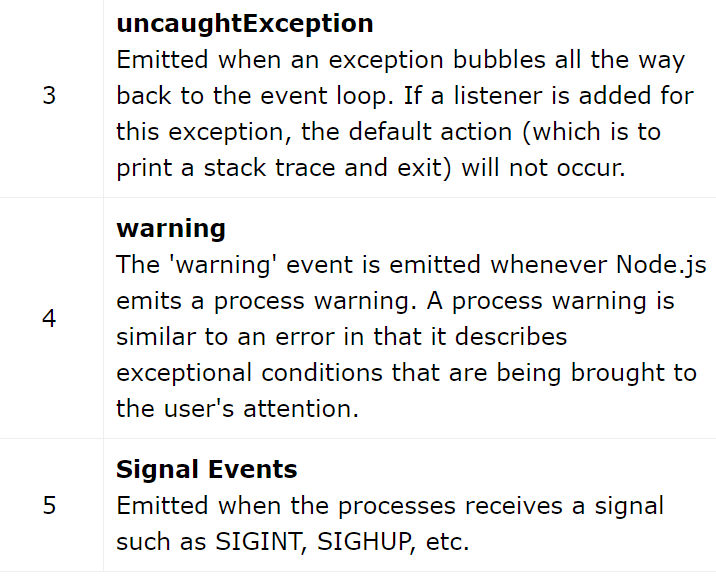 uncaughtException
Emitted when an exception bubbles all the way
3
back to the event loop. If a listener is added for
this exception, the default action (which is to
print a stack trace and exit) will not occur.
warning
The 'warning' event is emitted whenever Node.js
emits a process warning. A process warning is
4
similar to an error in that it describes
exceptional conditions that are being brought to
the user's attention.
Signal Events
5
Emitted when the processes receives a signal
such as SIGINT, SIGHUP, etc.